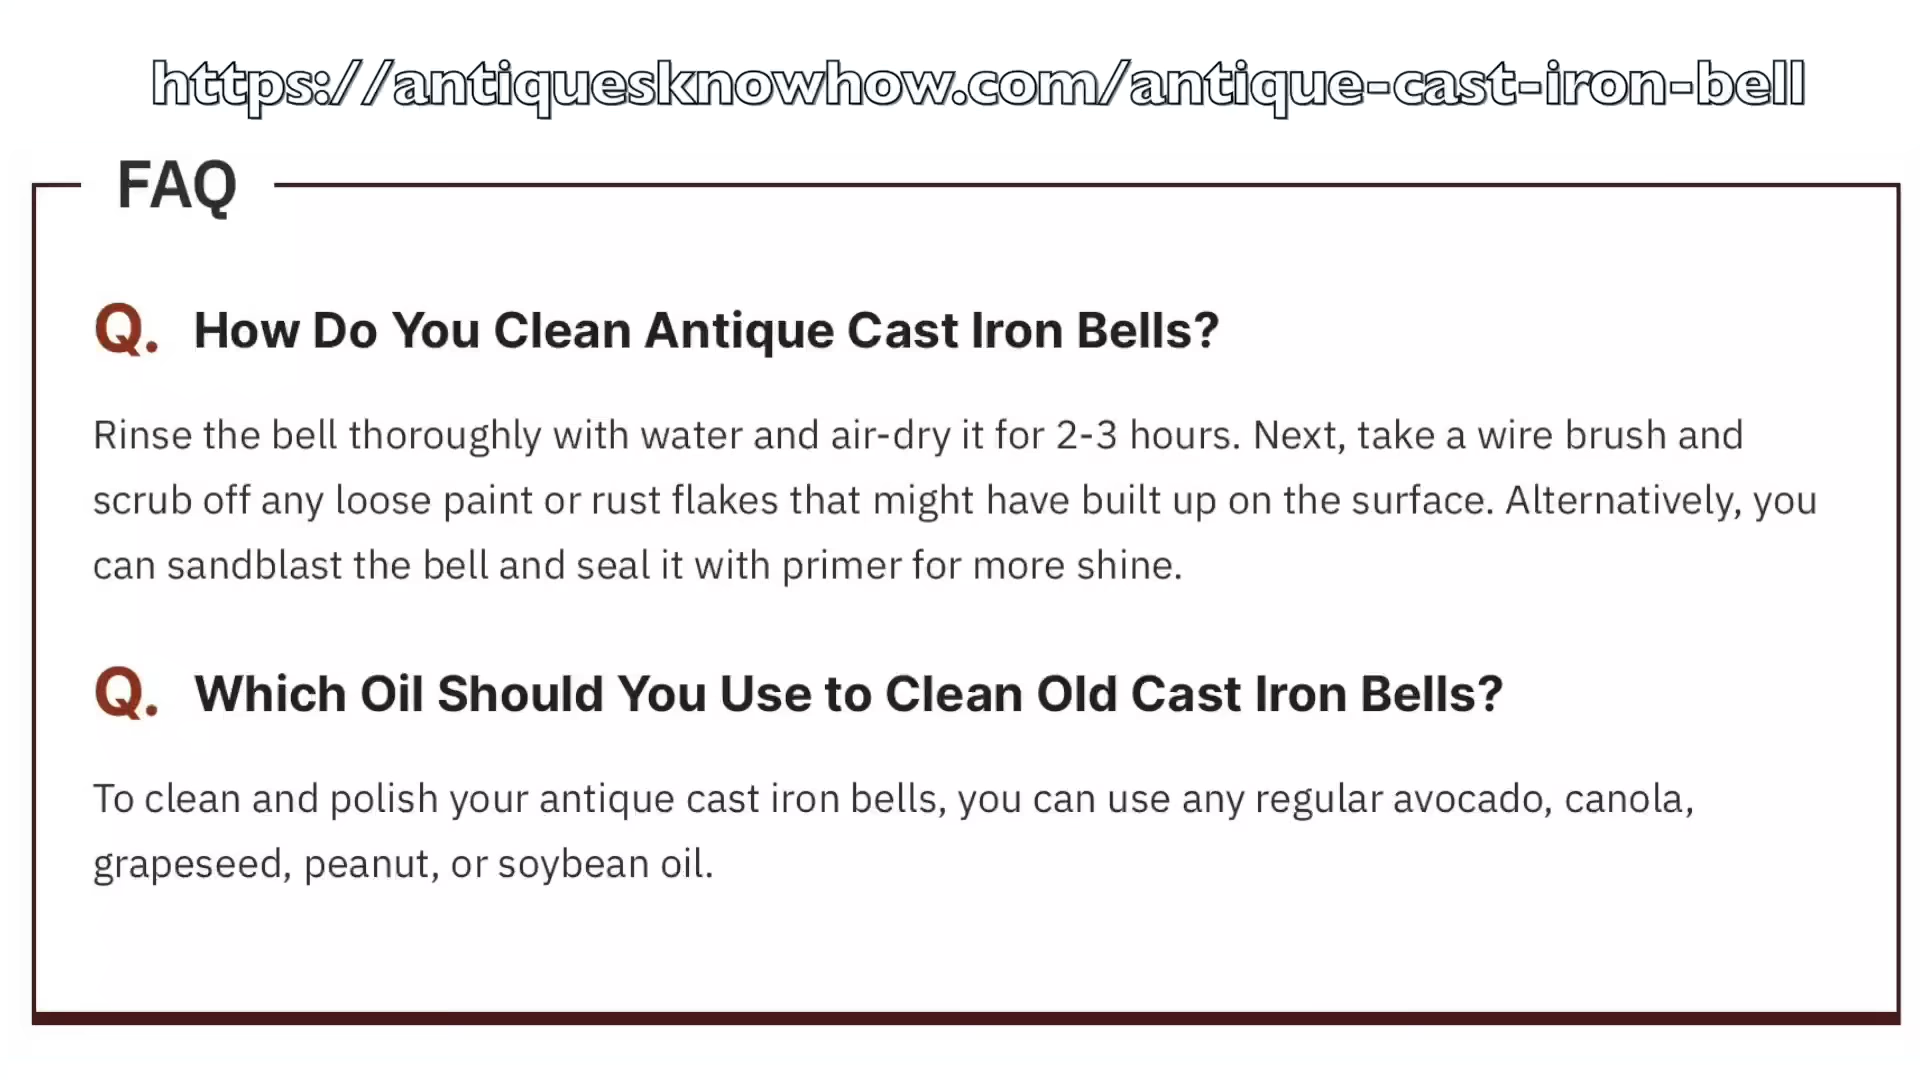 https://antiquesknowhow.com/antique-cast-iron-bell
FAQ
Q. How Do You Clean Antique Cast Iron Bells?
Rinse the bell thoroughly with water and air-dry it for 2-3 hours. Next, take a wire brush and
scrub off any loose paint or rust flakes that might have built up on the surface. Alternatively, you
can sandblast the bell and seal it with primer for more shine.
Q. Which Oil Should You Use to Clean Old Cast Iron Bells?
To clean and polish your antique cast iron bells, you can use any regular avocado, canola,
grapeseed, peanut, or soybean oil.